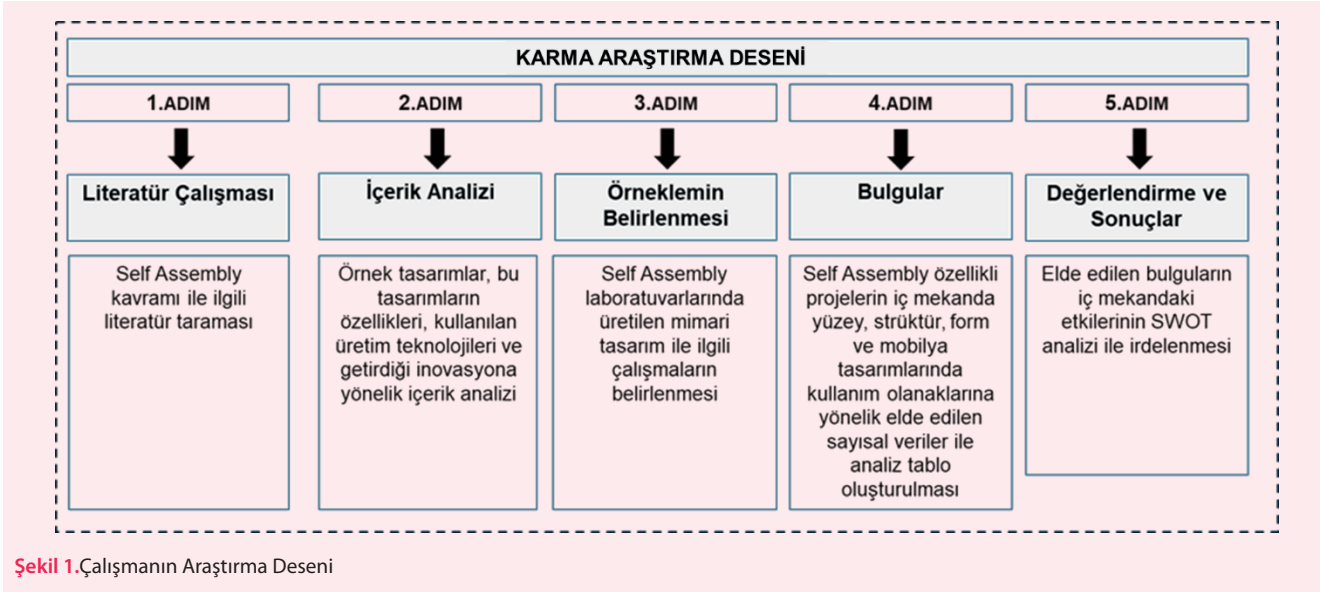 KARMA ARAŞTIRMA DESENİ
1.ADIM
2.ADIM
3.ADIM
4.ADIM
5.ADIM
Literatür Çalışması
İçerik Analizi
Örneklemin
Belirlenmesi
Bulgular
Değerlendirme ve
Sonuçlar
Self Assembly
kavramı ile ilgili
literatür taraması
Örnek tasarımlar, bu
tasarımların
özellikleri, kullanılan
üretim teknolojileri ve
getirdiği inovasyona
yönelik içerik analizi
Self Assembly
laboratuvarlarında
üretilen mimari
tasarım ile ilgili
çalışmaların
belirlenmesi
Self Assembly özellikli
projelerin iç mekanda
yüzey, strüktür, form
ve mobilya
tasarımlarında
kullanım olanaklarına
yönelik elde edilen
sayısal veriler ile
analiz tablo
oluşturulması
Elde edilen bulguların
iç mekandaki
etkilerinin SWOT
analizi ile irdelenmesi
Şekil 1.Çalışmanın Araştırma Deseni